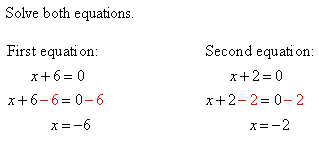 Solve both equations.
First equation: Second equation:
x+6=0 x+2=0
x+6−6=0−6 x+2−2=0−2
x=−6 x=−2